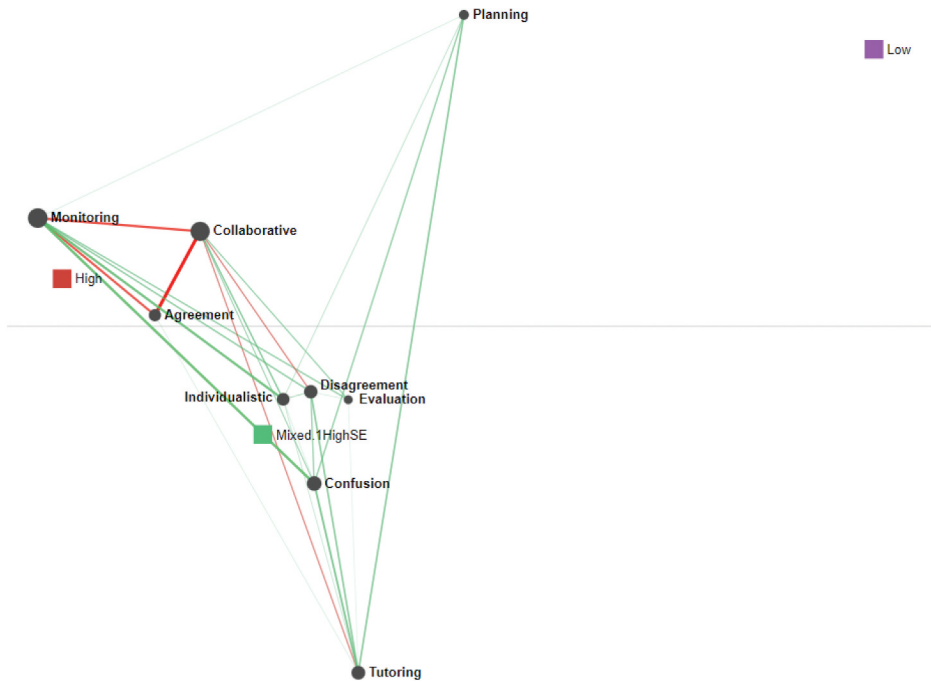 Planning
Low
Monitoring
Collaborative
High
Agreement
Disagreement
Individualistic
Evaluation
Mixed.1HighSE
Confusion
Tutoring